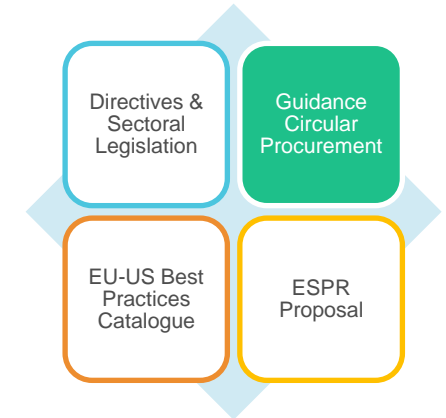 Directives &
Sectoral
Legislation
Guidance
Circular
Procurement
EU-US Best
Practices
Catalogue
ESPR
Proposal